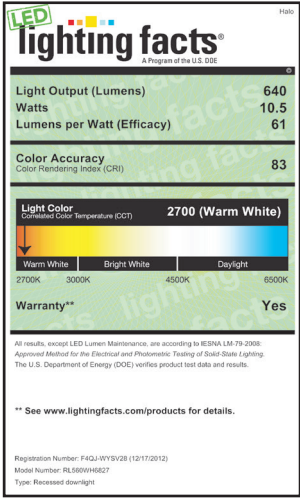 Halo
LED
lighting facts®
A Program of the U.S. DOE
Light Output (Lumens) 640
Watts 10.5
Lumens per Watt (Efficacy) 61
Color Accuracy
Color Rendering Index (CRI) 83
Light Color
Correlated Color Temperature (CCT) 2700 (Warm White)
Warm White Bright White Daylight
2700K 3000K 4500K 6500K
Warranty** Yes
All results, except LED Lumen Maintenance, are according to IESNA LM-79-2008:
Approved Method for the Electrical and Photometric Testing of Solid-State Lighting.
The U.S. Department of Energy (DOE) verifies product test data and results.
** See www.lightingfacts.com/products for details.
Registration Number: F4QJ-WYSV28 (12/17/2012)
Model Number: RL560WH6827
Type: Recessed downlight